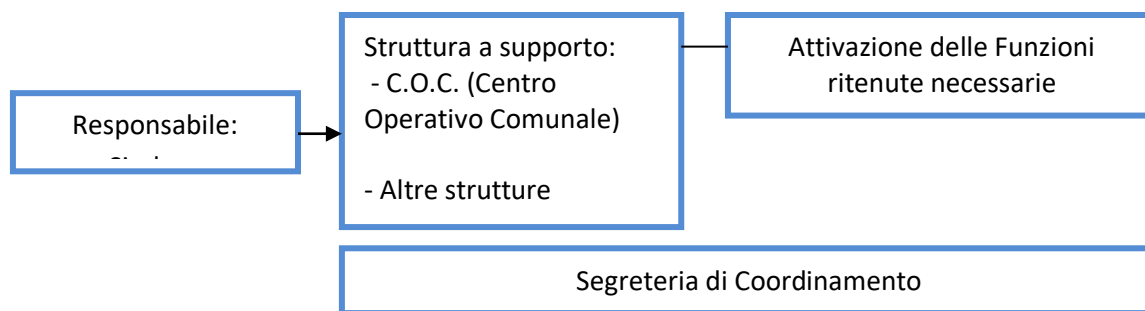 Struttura a supporto:
- C.O.C. (Centro
Operativo Comunale)
- Altre strutture
Attivazione delle Funzioni
ritenute necessarie
Responsabile:
Segreteria di Coordinamento